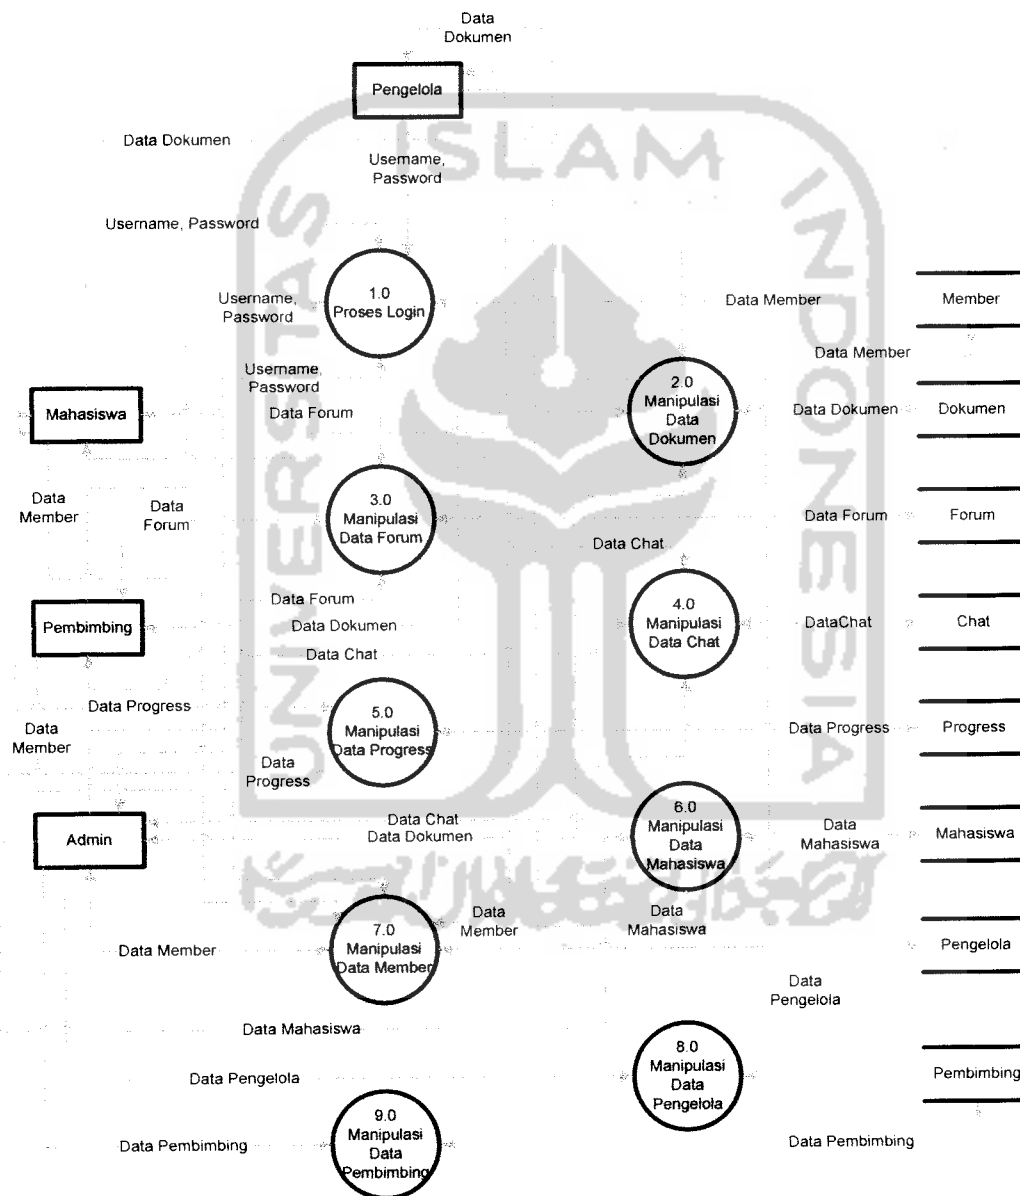 Data
Dokumen
Pengelola
ISLAM
UNIVERSITAS
INDONESIA
Data Dokumen
Username,
Password
Username, Password
1.0
Proses Login
Username,
Password
Data Member
Member
Username,
Password
Data Member
Mahasiswa
Data Forum
2.0
Manipulasi
Data
Dokumen
Data Dokumen
Dokumen
Data
Member
Data
Forum
3.0
Manipulasi
Data Forum
Data Forum
Forum
Data Chat
Pembimbing
Data Forum
Data Dokumen
Data Chat
4.0
Manipulasi
Data Chat
DataChat
Chat
Data Progress
Data
Member
5.0
Manipulasi
Data Progress
Data Progress
Progress
Data
Progress
Admin
Data Chat
Data Dokumen
6.0
Manipulasi
Data
Mahasiswa
Data
Mahasiswa
Mahasiswa
Data Member
7.0
Manipulasi
Data Member
Data
Member
Data
Mahasiswa
Pengelola
Data
Pengelola
Data Mahasiswa
8.0
Manipulasi
Data
Pengelola
Pembimbing
Data Pengelola
Data Pembimbing
9.0
Manipulasi
Data
Pembimbing
Data Pembimbing